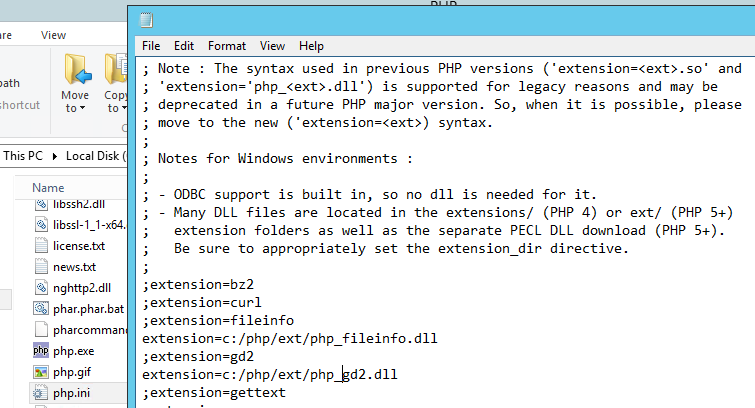 PHP
are
View
path
shortcut
Move
to
Copy
to
This PC
Local Disk (
Name
libssh2.dll
libssl-1_1-x64.
license.txt
news.txt
nghttp2.dll
phar.phar.bat
pharcommand
php php.exe
php.gif
php.ini
File Edit Format View Help
; Note : The syntax used in previous PHP versions ('extension=<ext>.so' and
; 'extension='php_<ext>.dll') is supported for legacy reasons and may be
; deprecated in a future PHP major version. So, when it is possible, please
; move to the new ('extension=<ext>) syntax.
;
; Notes for Windows environments :
;
; - ODBC support is built in, so no dll is needed for it.
; - Many DLL files are located in the extensions/ (PHP 4) or ext/ (PHP 5+)
;   extension folders as well as the separate PECL DLL download (PHP 5+).
;   Be sure to appropriately set the extension_dir directive.
;
;extension=bz2
;extension=curl
;extension=fileinfo
extension=c:/php/ext/php_fileinfo.dll
;extension=gd2
extension=c:/php/ext/php_gd2.dll
;extension=gettext